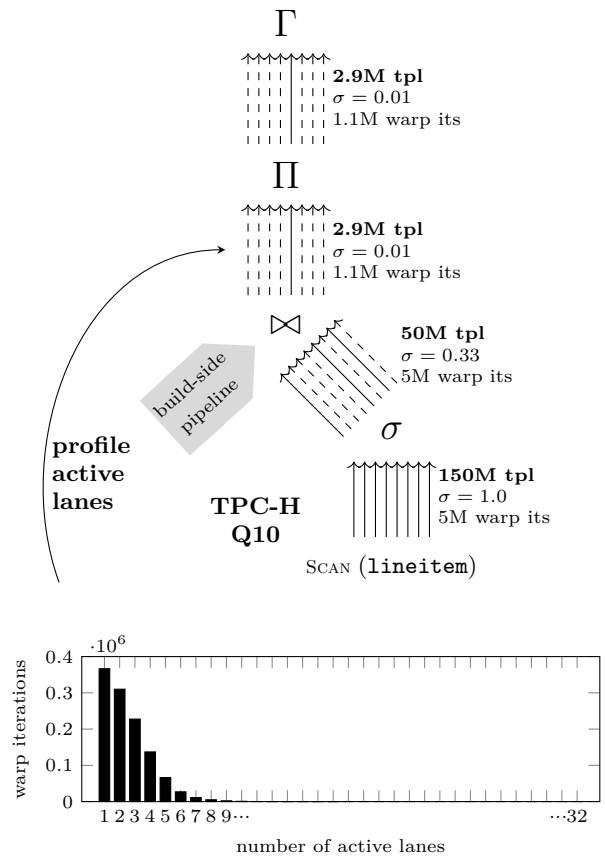 Γ
2.9M tpl
σ = 0.01
1.1M warp its
Π
2.9M tpl
σ = 0.01
1.1M warp its
⋈
50M tpl
σ = 0.33
5M warp its
build-side
pipeline
σ
profile
active
lanes
150M tpl
σ = 1.0
5M warp its
TPC-H
Q10
SCAN (lineitem)
·10⁶
0.4
0.3
0.2
0.1
0
warp iterations
1 2 3 4 5 6 7 8 9 ··· ···32
number of active lanes